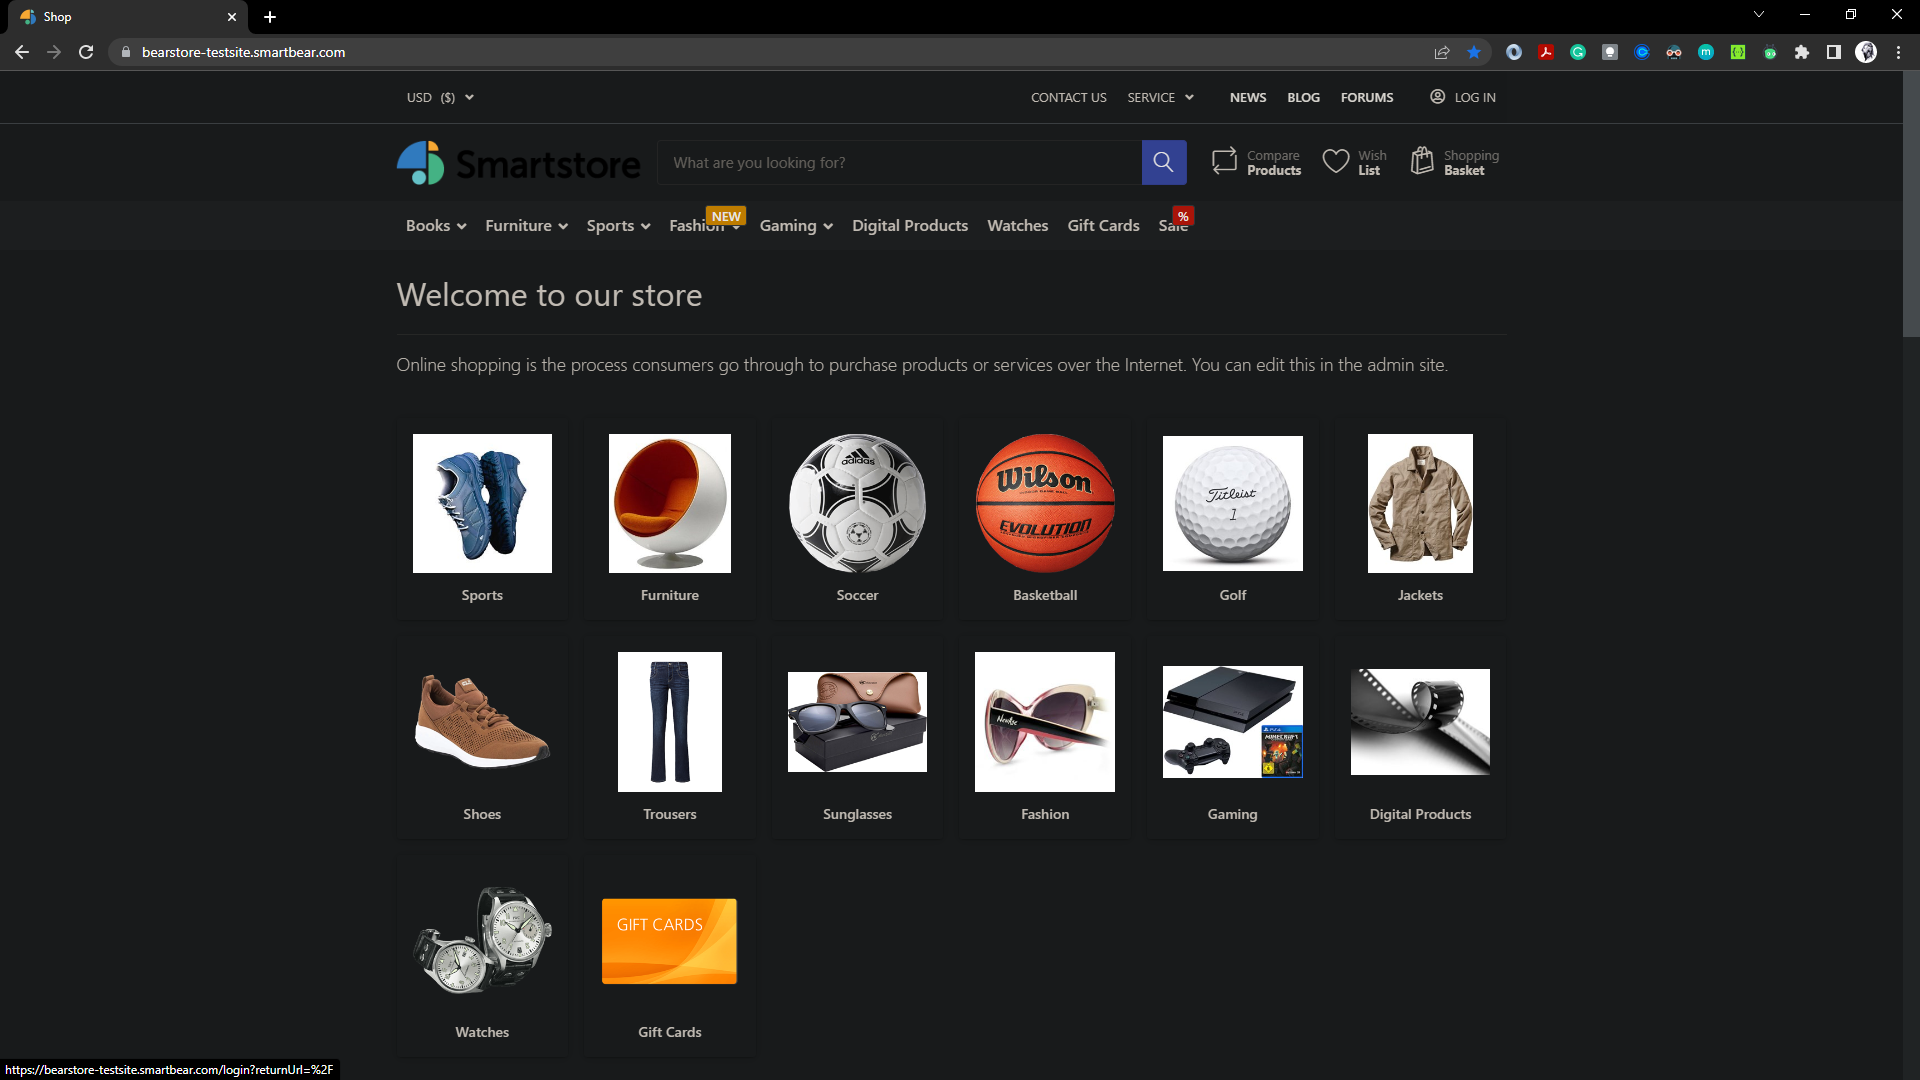 Shop
bearstore-testsite.smartbear.com
USD ($)
CONTACT US SERVICE NEWS BLOG FORUMS LOG IN
Smartstore
What are you looking for?
Compare
Products
Wish
List
Shopping
Basket
NEW
%
Books Furniture Sports Fashion Gaming Digital Products Watches Gift Cards Sale
Welcome to our store
Online shopping is the process consumers go through to purchase products or services over the Internet. You can edit this in the admin site.
adidas
Wilson
EVOLUTION
Titleist
1
Sports Furniture Soccer Basketball Golf Jackets
MINECRAFT
Shoes Trousers Sunglasses Fashion Gaming Digital Products
GIFT CARDS
Watches Gift Cards
https://bearstore-testsite.smartbear.com/login?returnUrl=%2F